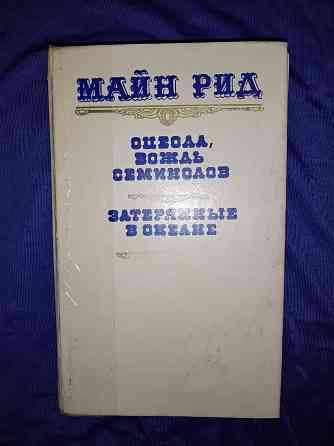 МАЙН РИД
ОЦЕОЛА,
ВОЖДЬ
СЕМИНОЛОВ
ЗАТЕРЯННЫЕ
В ОКЕАНЕ